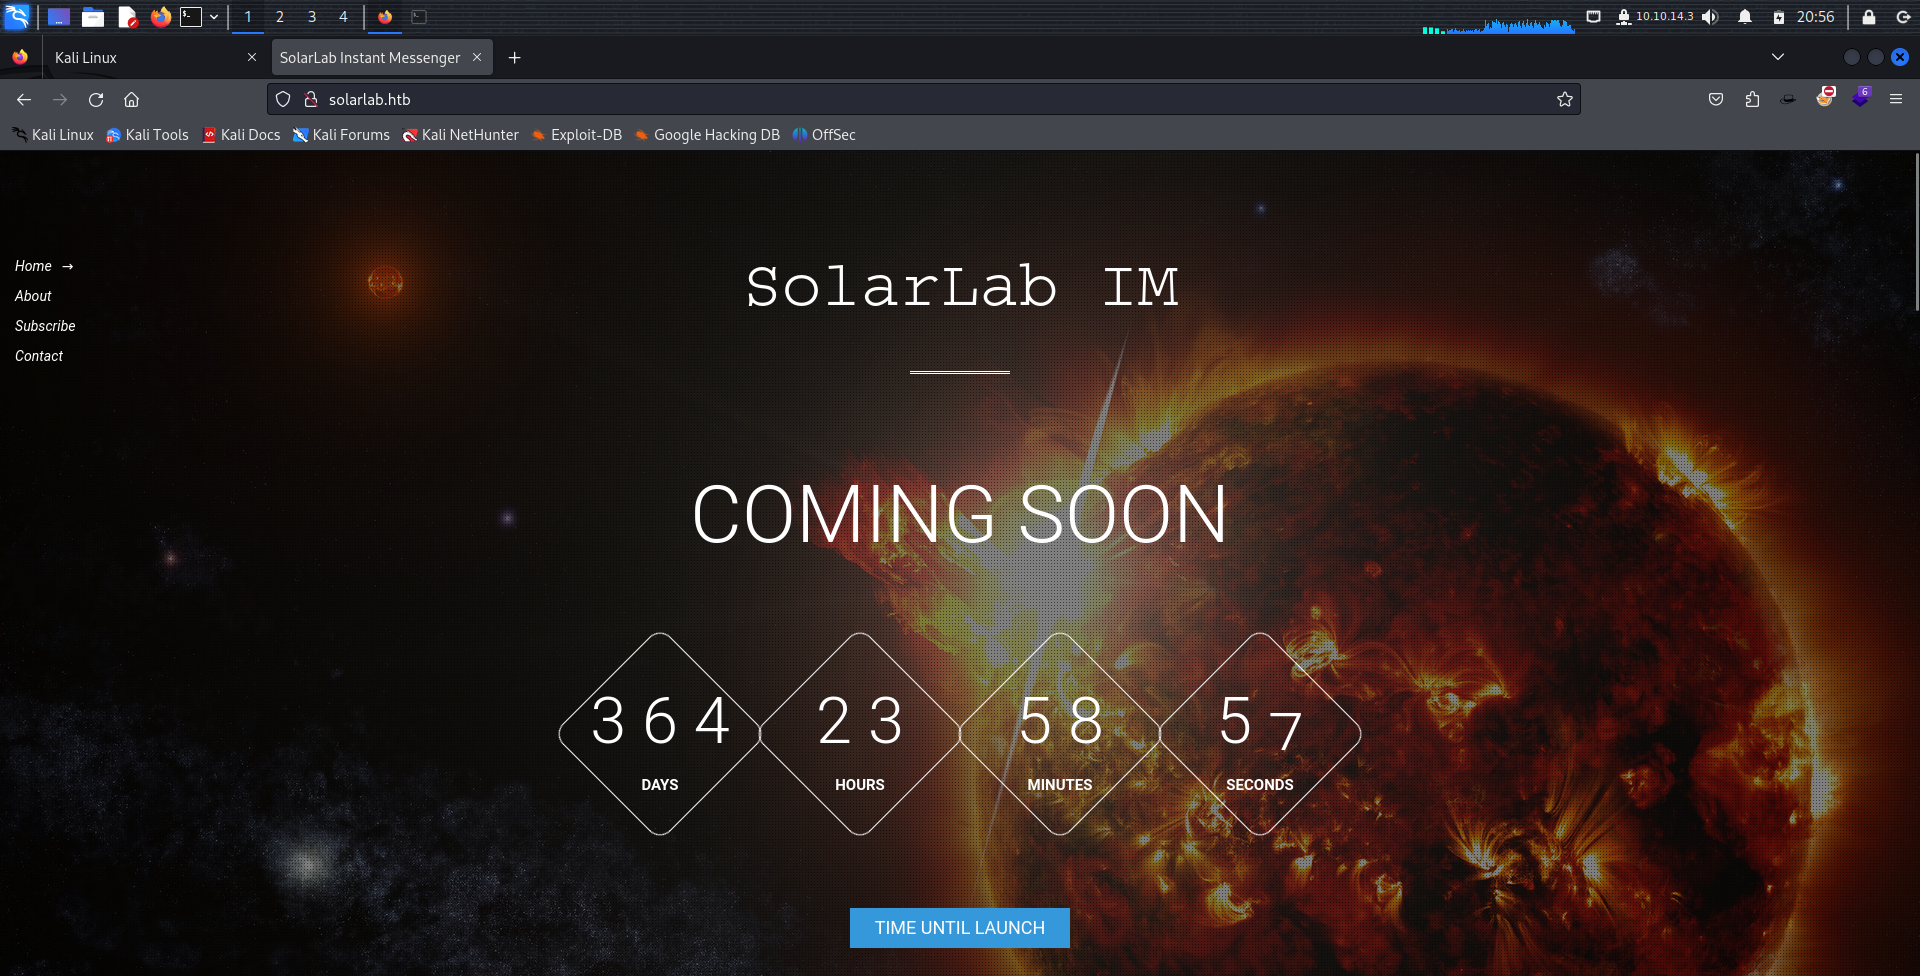 1 2 3 4
10.10.14.3 20:56
Kali Linux
SolarLab Instant Messenger
solarlab.htb
6
Kali Linux Kali Tools Kali Docs Kali Forums Kali NetHunter Exploit-DB Google Hacking DB OffSec
Home →
About
Subscribe
Contact
SolarLab IM
COMING SOON
364 23 58 57
DAYS HOURS MINUTES SECONDS
TIME UNTIL LAUNCH